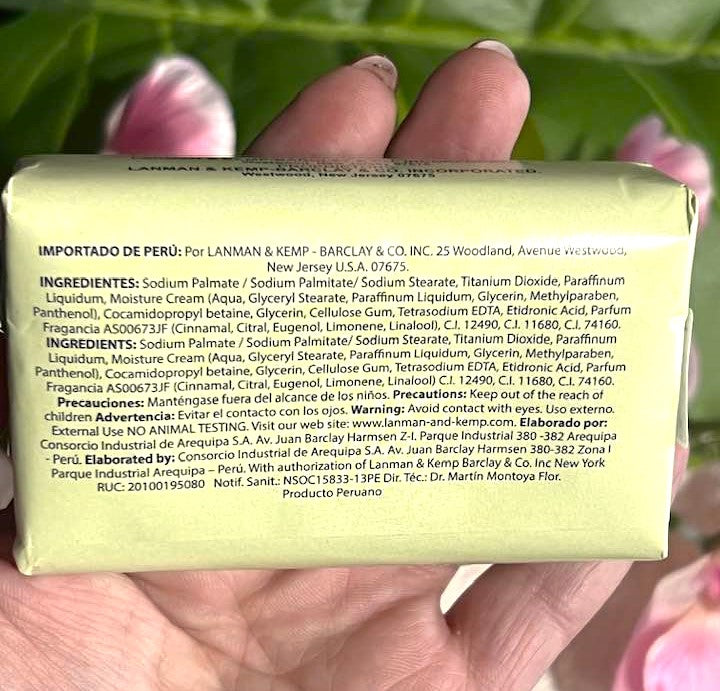 LANMAN & KEMP-BARCLAY & CO. INCORPORATED.
Westwood, New Jersey 07675
IMPORTADO DE PERÚ: Por LANMAN & KEMP - BARCLAY & CO. INC. 25 Woodland, Avenue Westwood,
New Jersey U.S.A. 07675.
INGREDIENTES: Sodium Palmate / Sodium Palmitate/ Sodium Stearate, Titanium Dioxide, Paraffinum
Liquidum, Moisture Cream (Aqua, Glyceryl Stearate, Paraffinum Liquidum, Glycerin, Methylparaben,
Panthenol), Cocamidopropyl betaine, Glycerin, Cellulose Gum, Tetrasodium EDTA, Etidronic Acid, Parfum
Fragancia AS00673JF (Cinnamal, Citral, Eugenol, Limonene, Linalool), C.I. 12490, C.I. 11680, C.I. 74160.
INGREDIENTS: Sodium Palmate / Sodium Palmitate/ Sodium Stearate, Titanium Dioxide, Paraffinum
Liquidum, Moisture Cream (Aqua, Glyceryl Stearate, Paraffinum Liquidum, Glycerin, Methylparaben,
Panthenol), Cocamidopropyl betaine, Glycerin, Cellulose Gum, Tetrasodium EDTA, Etidronic Acid, Parfum
Fragancia AS00673JF (Cinnamal, Citral, Eugenol, Limonene, Linalool) C.I. 12490, C.I. 11680, C.I. 74160.
Precauciones: Manténgase fuera del alcance de los niños. Precautions: Keep out of the reach of
children Advertencia: Evitar el contacto con los ojos. Warning: Avoid contact with eyes. Uso externo.
External Use NO ANIMAL TESTING. Visit our web site: www.lanman-and-kemp.com. Elaborado por:
Consorcio Industrial de Arequipa S.A. Av. Juan Barclay Harmsen Z-I. Parque Industrial 380 -382 Arequipa
- Perú. Elaborated by: Consorcio Industrial de Arequipa S.A. Av. Juan Barclay Harmsen 380-382 Zona I
Parque Industrial Arequipa – Perú. With authorization of Lanman & Kemp Barclay & Co. Inc New York
RUC: 20100195080 Notif. Sanit.: NSOC15833-13PE Dir. Téc.: Dr. Martín Montoya Flor.
Producto Peruano